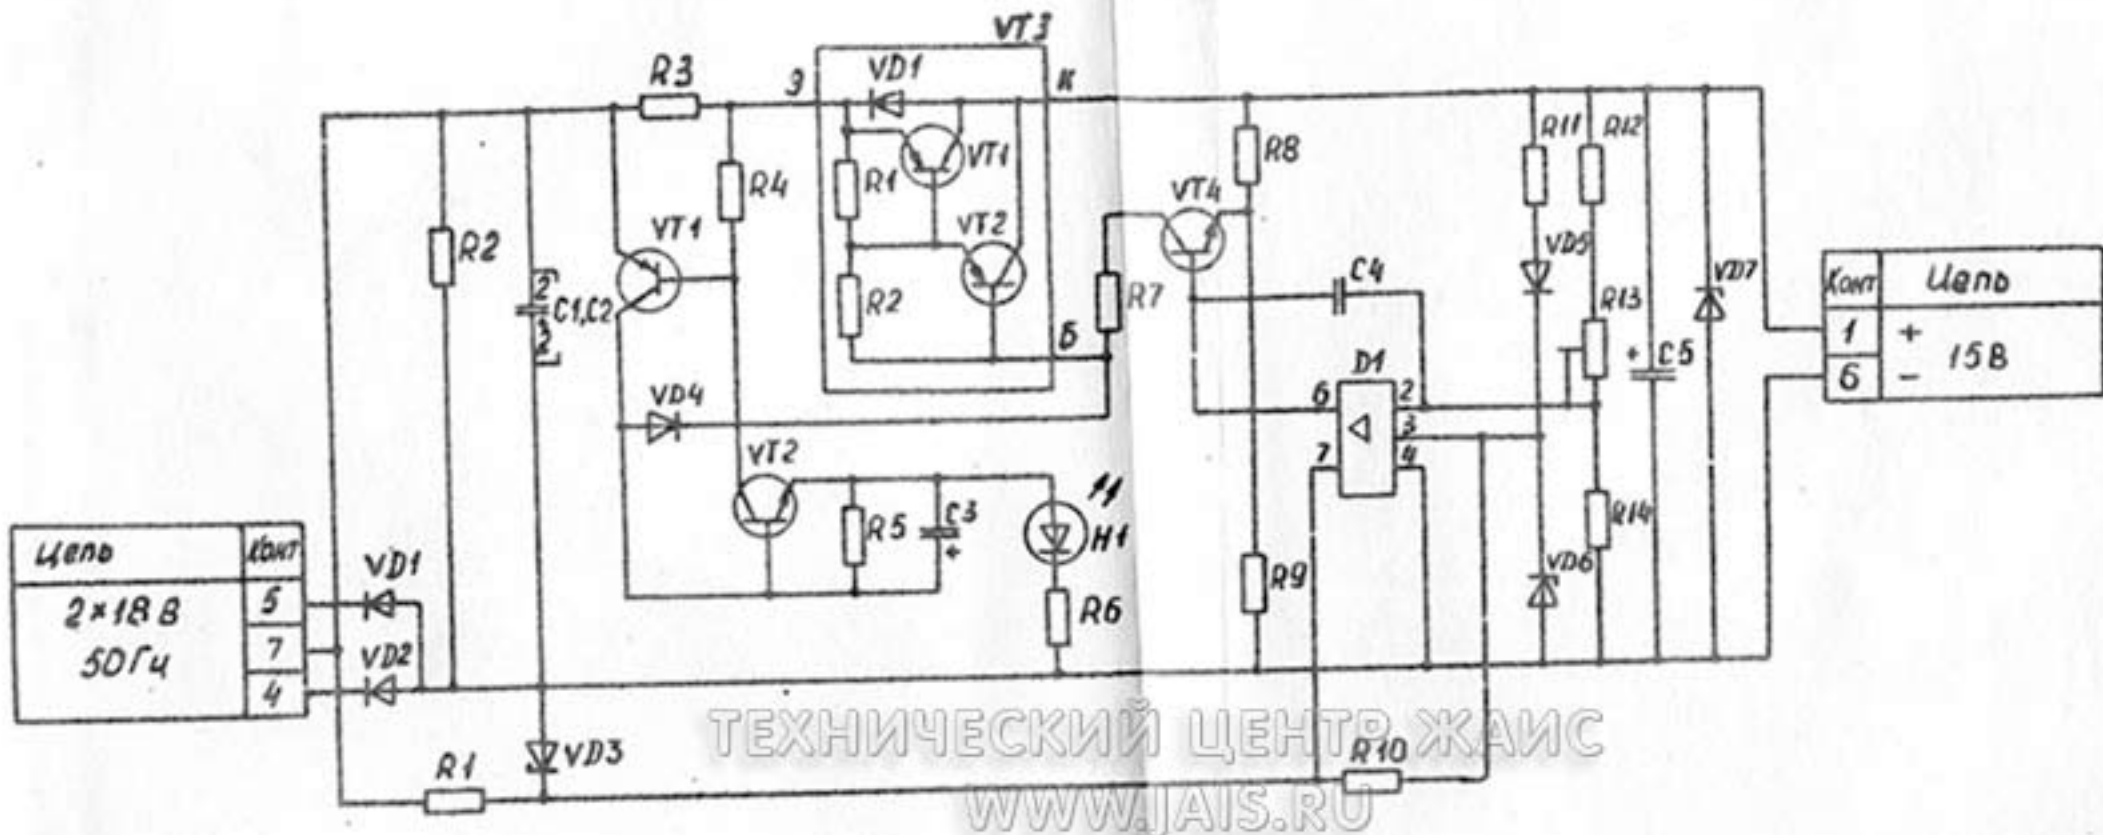 VT3
R3
Э
VD1
К
R11
R12
R1
VT1
R8
R4
VT4
VT1
VT2
R2
VD5
C4
VD7
Конт
Цепь
R2
R7
R13
2
C1,C2
2
1
+
Б
D1
C5
+
15В
6
-
6
2
VD4
3
VT2
7
4
R5
C3
+
H1
R14
Цепь
Конт
VD1
R9
VD6
5
2×18В
R6
7
50Гц
VD2
4
ТЕХНИЧЕСКИЙ ЦЕНТР ЖАИС
VD3
R1
R10
WWW.JAIS.RU